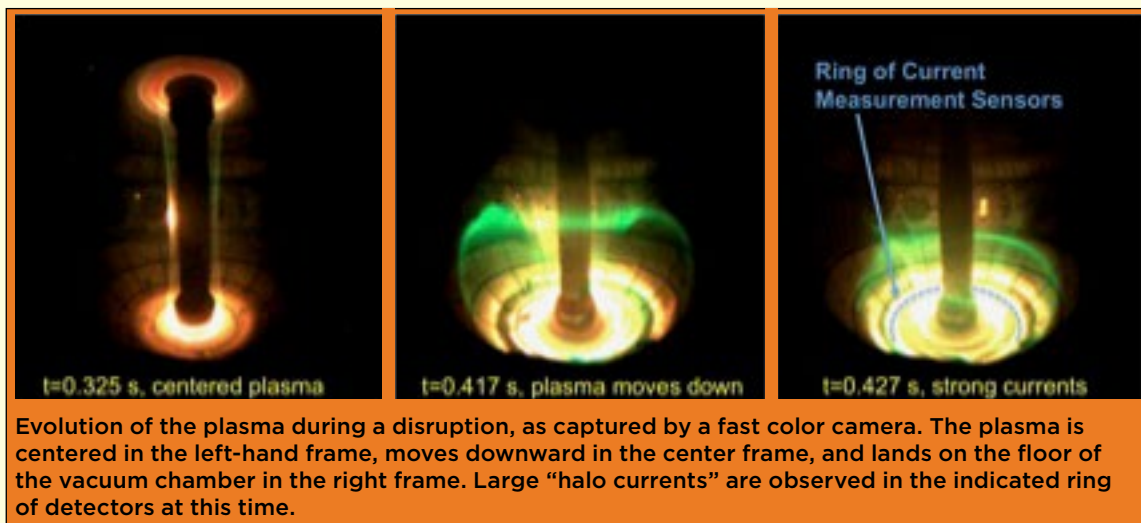 Ring of Current
Measurement Sensors
t=0.325 s, centered plasma
t=0.417 s, plasma moves down
t=0.427 s, strong currents
Evolution of the plasma during a disruption, as captured by a fast color camera. The plasma is
centered in the left-hand frame, moves downward in the center frame, and lands on the floor of
the vacuum chamber in the right frame. Large “halo currents” are observed in the indicated ring
of detectors at this time.